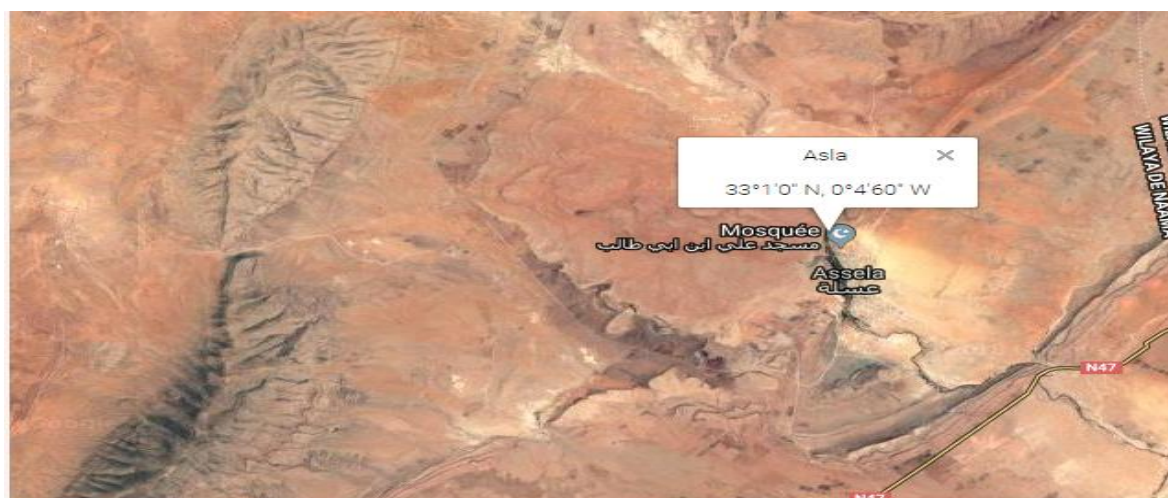 Asla ×
33°1'0" N, 0°4'60" W
Mosquée
مسجد علي ابن ابي طالب
Assela
عسلة
WILAYA DE NAAMA
N47
N47